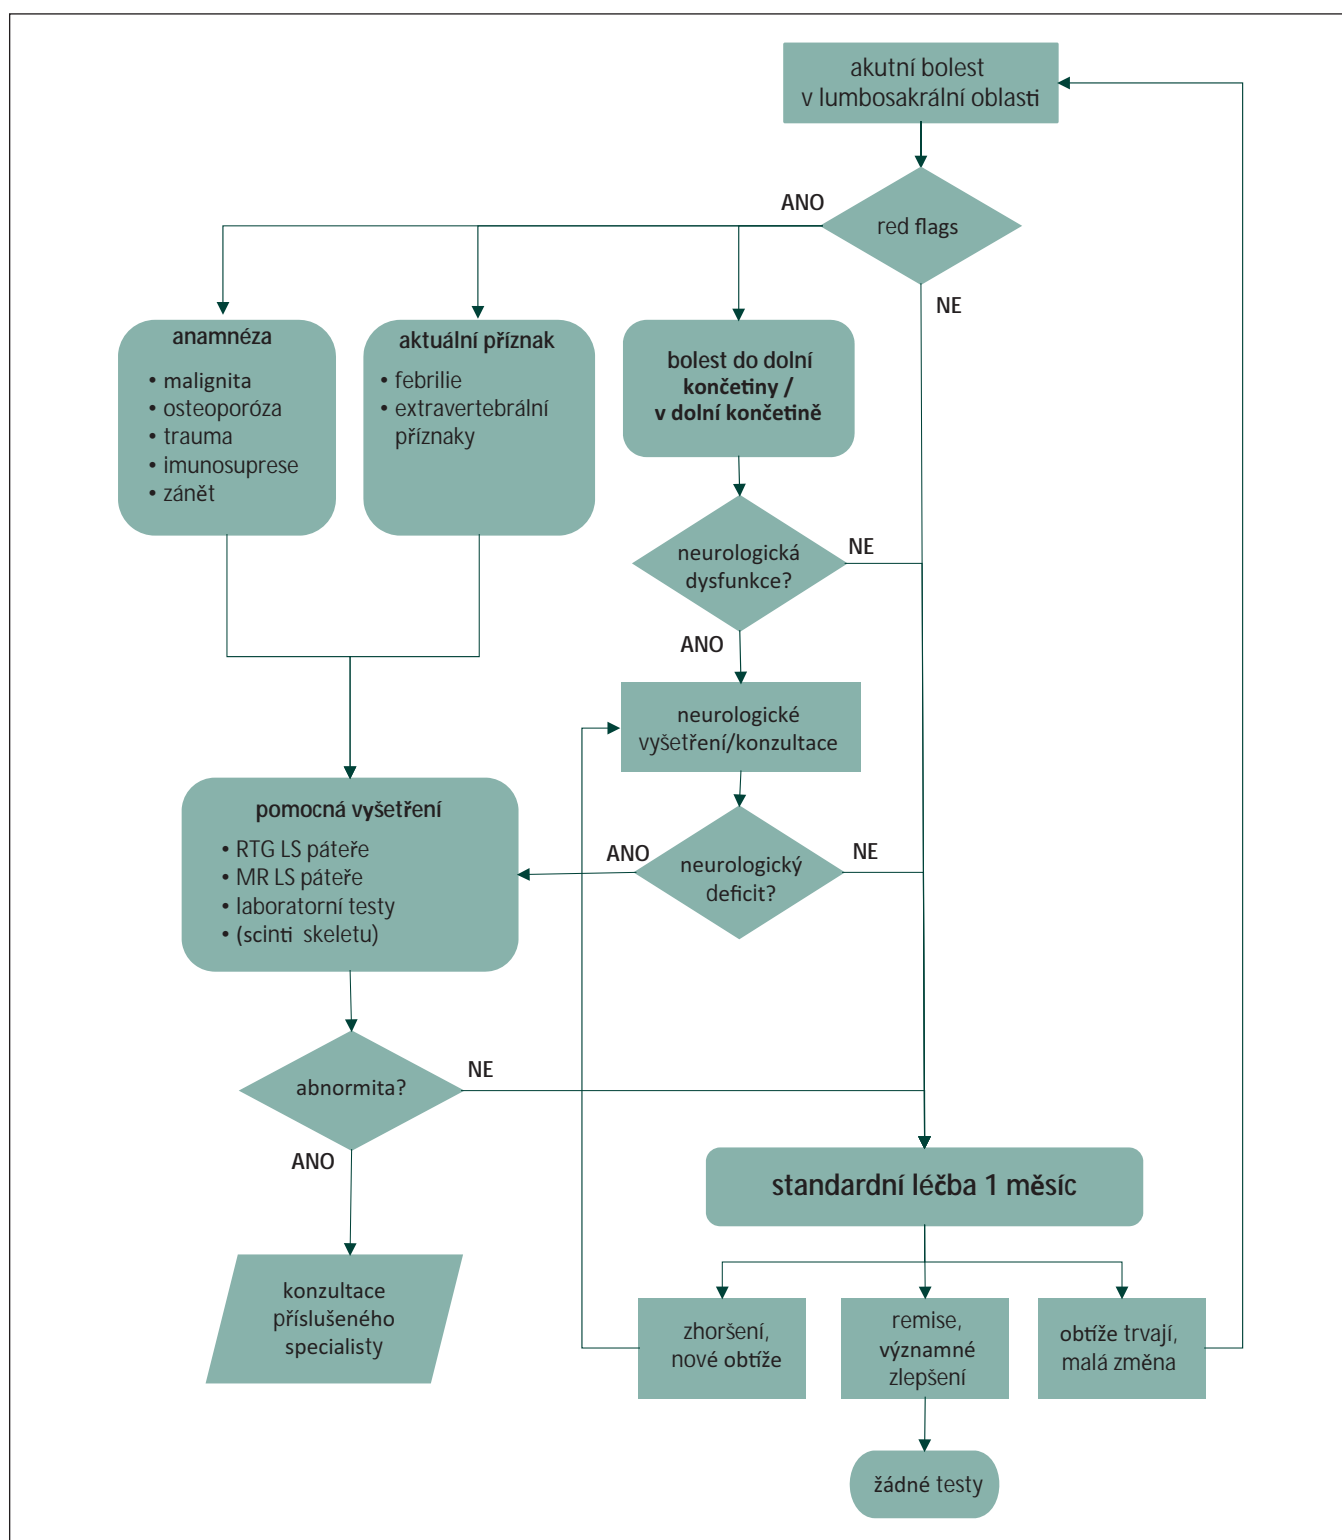 akutní bolest
v lumbosakrální oblasti
ANO
red flags
NE
anamnéza
• malignita
• osteoporóza
• trauma
• imunosuprese
• zánět
aktuální příznak
• febrilie
• extravertebrální
příznaky
bolest do dolní
končetiny /
v dolní končetině
neurologická
dysfunkce?
NE
ANO
neurologické
vyšetření/konzultace
pomocná vyšetření
• RTG LS páteře
• MR LS páteře
• laboratorní testy
• (scinti skeletu)
ANO
neurologický
deficit?
NE
abnormita?
NE
ANO
standardní léčba 1 měsíc
konzultace
příslušeného
specialisty
zhoršení,
nové obtíže
remise,
významné
zlepšení
obtíže trvají,
malá změna
žádné testy